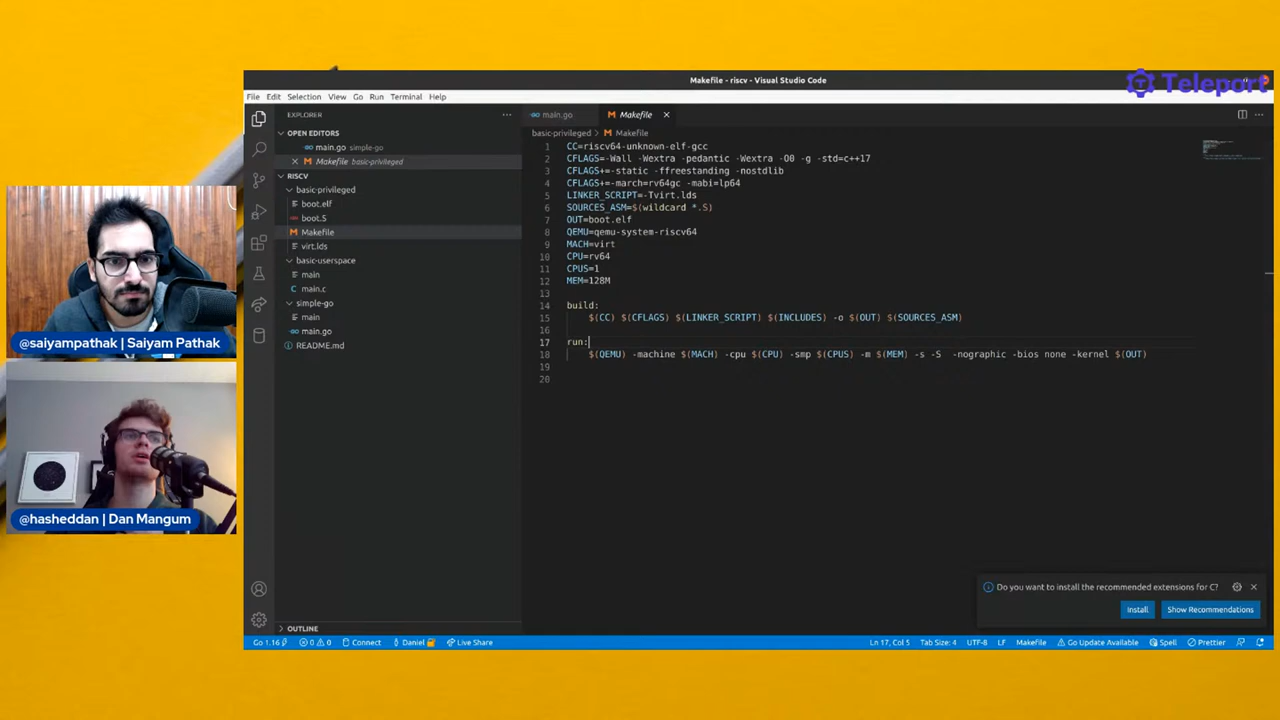 Makefile - riscv - Visual Studio Code
Teleport
File Edit Selection View Go Run Terminal Help
EXPLORER
OPEN EDITORS
main.go simple-go
Makefile basic-privileged
RISCV
basic-privileged
boot.elf
boot.S
Makefile
virt.lds
basic-userspace
main
main.c
simple-go
main
main.go
README.md
OUTLINE
main.go
Makefile
basic-privileged > Makefile
1 CC=riscv64-unknown-elf-gcc
2 CFLAGS=-Wall -Wextra -pedantic -Wextra -O0 -g -std=c++17
3 CFLAGS+=-static -ffreestanding -nostdlib
4 CFLAGS+=-march=rv64gc -mabi=lp64
5 LINKER_SCRIPT=-Tvirt.lds
6 SOURCES_ASM=$(wildcard *.S)
7 OUT=boot.elf
8 QEMU=qemu-system-riscv64
9 MACH=virt
10 CPU=rv64
11 CPUS=1
12 MEM=128M
13
14 build:
15 $(CC) $(CFLAGS) $(LINKER_SCRIPT) $(INCLUDES) -o $(OUT) $(SOURCES_ASM)
16
17 run:
18 $(QEMU) -machine $(MACH) -cpu $(CPU) -smp $(CPUS) -m $(MEM) -s -S -nographic -bios none -kernel $(OUT)
19
20
Do you want to install the recommended extensions for C?
Install
Show Recommendations
Go 1.16 0 0 Connect Daniel Live Share
Ln 17, Col 5 Tab Size: 4 UTF-8 LF Makefile Go Update Available Spell Prettier
@saiyampathak | Saiyam Pathak
@hasheddan | Dan Mangum